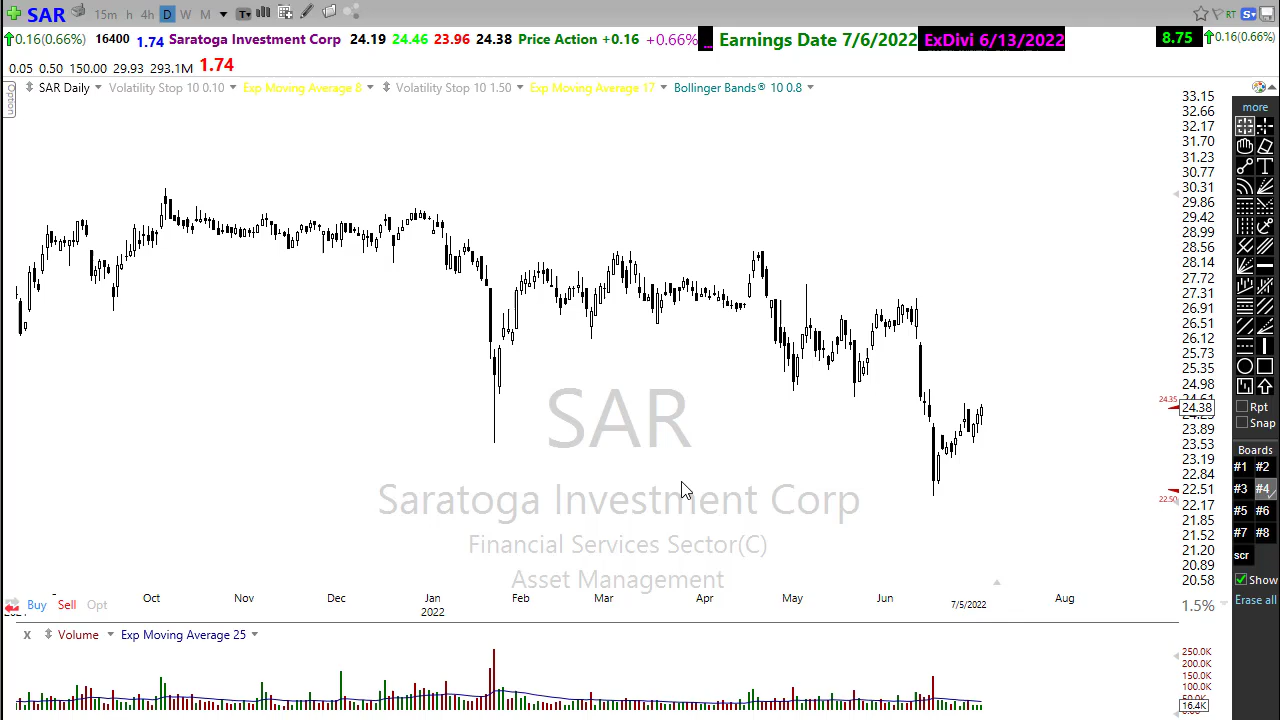 SAR 15m h 4h D W M T RT S
0.16(0.66%) 16400 1.74 Saratoga Investment Corp 24.19 24.46 23.96 24.38 Price Action +0.16 +0.66% ... Earnings Date 7/6/2022 ExDivi 6/13/2022 8.75 0.16(0.66%)
0.05 0.50 150.00 29.93 293.1M 1.74
Option SAR Daily Volatility Stop 10 0.10 Exp Moving Average 8 Volatility Stop 10 1.50 Exp Moving Average 17 Bollinger Bands® 10 0.8
33.15
32.66
32.17
31.70
31.23
30.77
30.31
29.86
29.42
28.99
28.56
28.14
27.72
27.31
26.91
26.51
26.12
25.73
25.35
24.98
24.35 24.38
23.89
23.53
23.19
22.84
22.51
22.50 22.17
21.85
21.52
21.20
20.89
20.58
1.5%
SAR
Saratoga Investment Corp
Financial Services Sector(C)
Asset Management
more
T
Rpt
Snap
Boards
#1 #2
#3 #4
#5 #6
#7 #8
scr
Show
Erase all
Oct Nov Dec Jan Feb Mar Apr May Jun 7/5/2022 Aug
2022
Buy Sell Opt
X Volume Exp Moving Average 25
250.0K
200.0K
150.0K
100.0K
16.4K